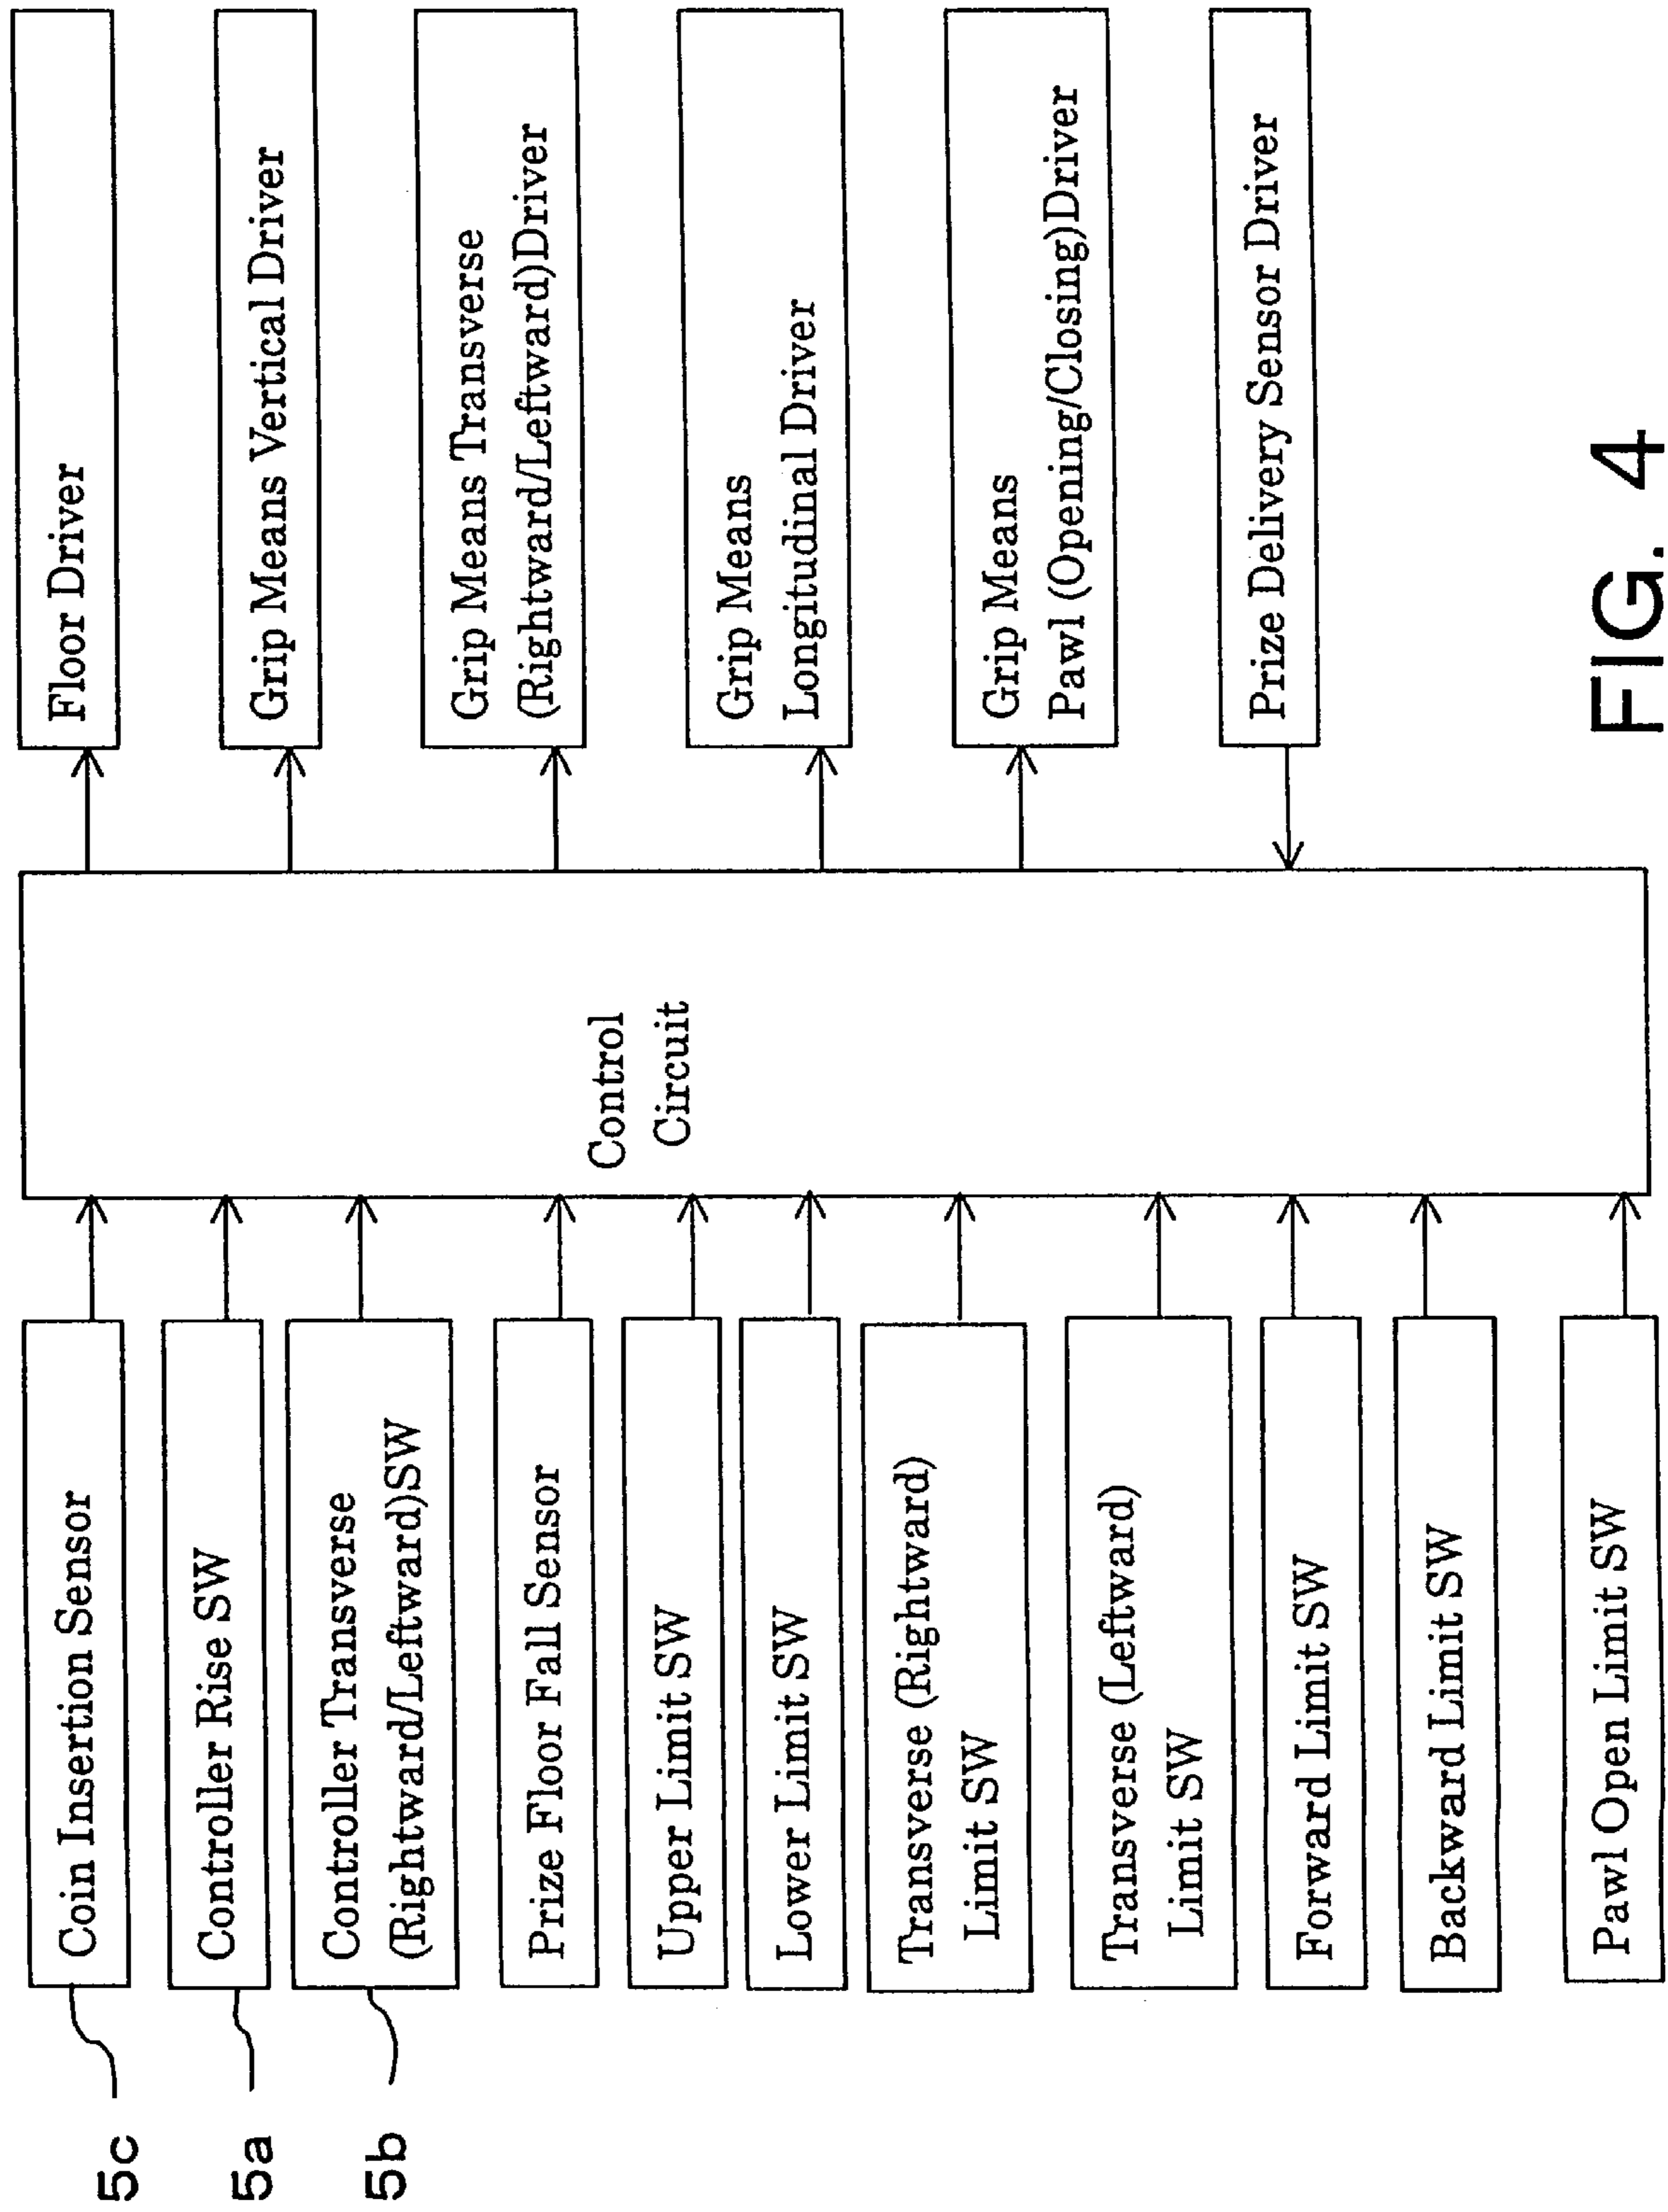 5c
Coin Insertion Sensor
5a
Controller Rise SW
5b
Controller Transverse
(Rightward/Leftward)SW
Prize Floor Fall Sensor
Upper Limit SW
Lower Limit SW
Transverse (Rightward)
Limit SW
Transverse (Leftward)
Limit SW
Forward Limit SW
Backward Limit SW
Pawl Open Limit SW
Control
Circuit
Floor Driver
Grip Means Vertical Driver
Grip Means Transverse
(Rightward/Leftward)Driver
Grip Means
Longitudinal Driver
Grip Means
Pawl (Opening/Closing)Driver
Prize Delivery Sensor Driver
FIG. 4